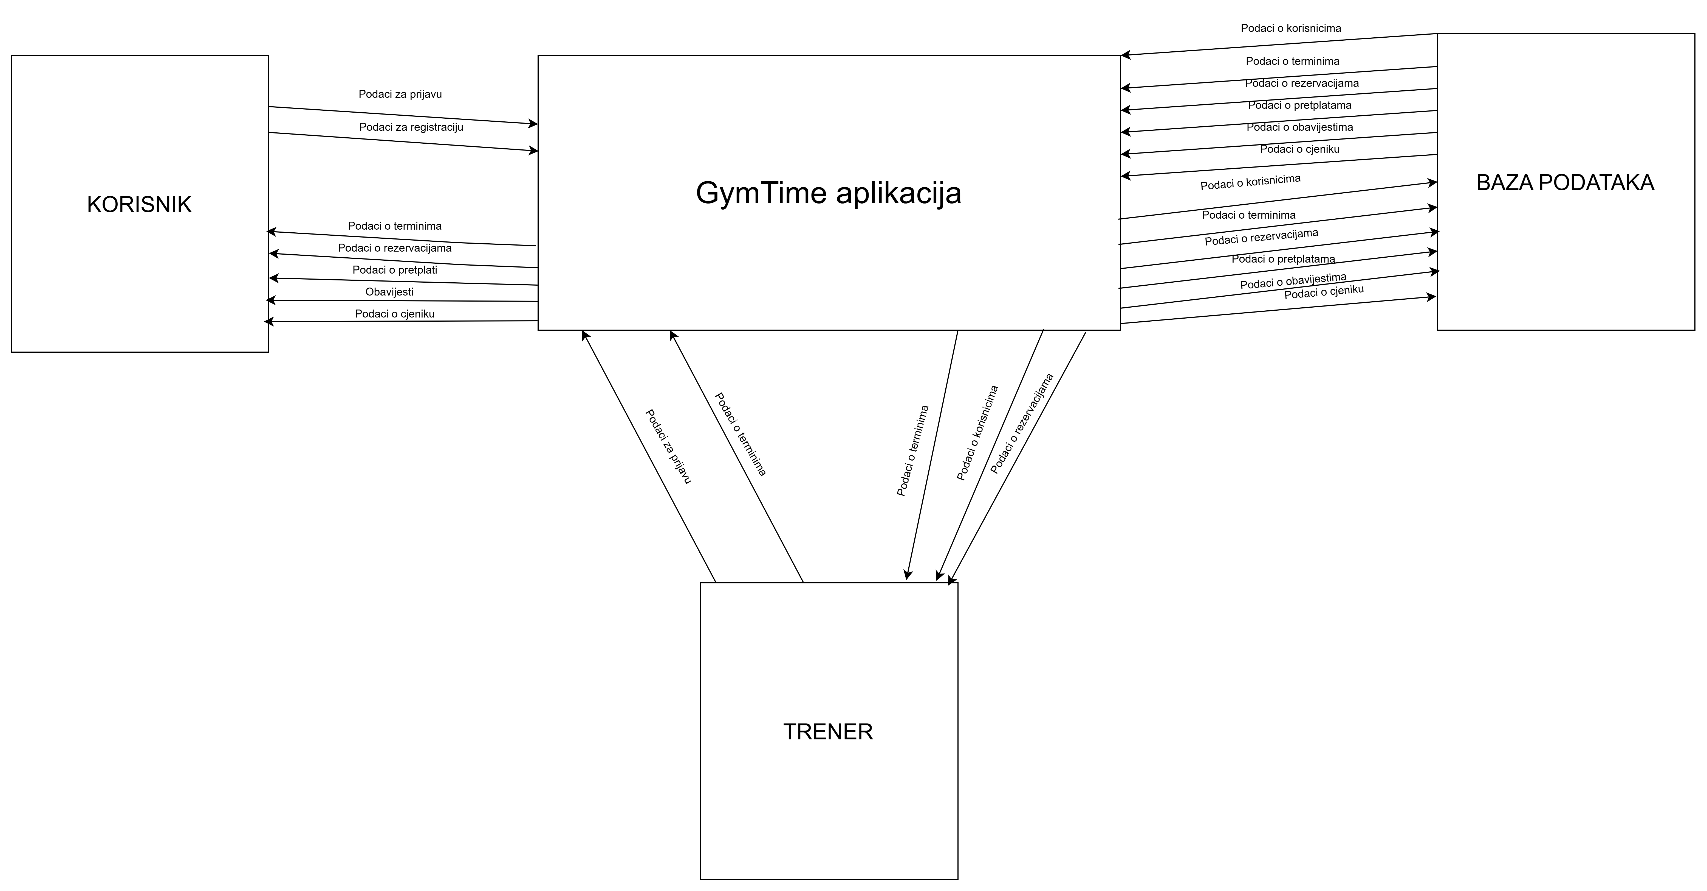 Podaci o korisnicima
Podaci o terminima
Podaci o rezervacijama
Podaci o pretplatama
Podaci o obavijestima
Podaci o cjeniku
Podaci za prijavu
Podaci za registraciju
KORISNIK
GymTime aplikacija
BAZA PODATAKA
Podaci o korisnicima
Podaci o terminima
Podaci o rezervacijama
Podaci o pretplatama
Podaci o obavijestima
Podaci o cjeniku
Podaci o terminima
Podaci o rezervacijama
Podaci o pretplati
Obavijesti
Podaci o cjeniku
Podaci za prijavu
Podaci o terminima
Podaci o terminima
Podaci o korisnicima
Podaci o rezervacijama
TRENER